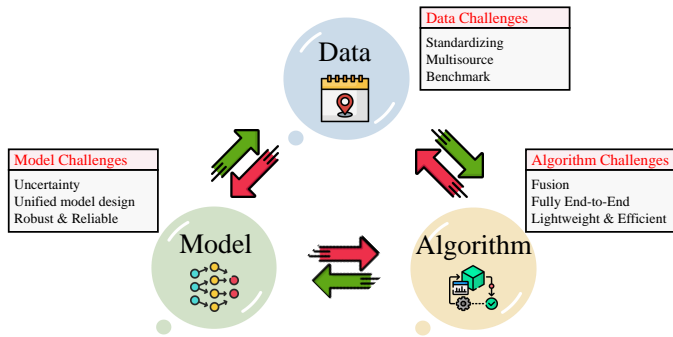 Data Challenges
Standardizing
Multisource
Benchmark
Data
Model Challenges
Uncertainty
Unified model design
Robust & Reliable
Algorithm Challenges
Fusion
Fully End-to-End
Lightweight & Efficient
Model
Algorithm